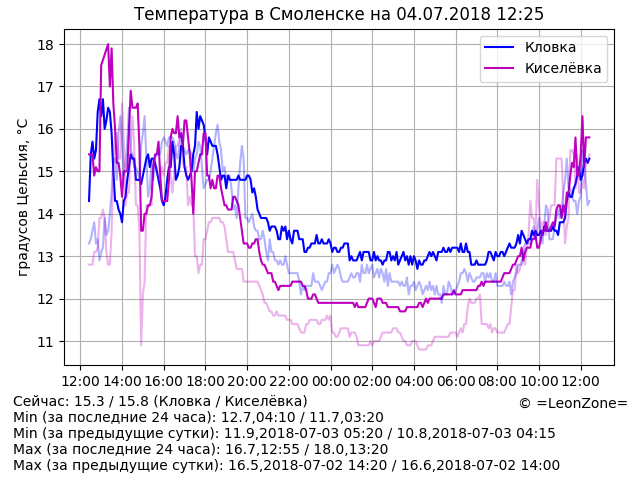 Температура в Смоленске на 04.07.2018 12:25
Кловка
Киселёвка
градусов Цельсия, °C
18
17
16
15
14
13
12
11
12:00 14:00 16:00 18:00 20:00 22:00 00:00 02:00 04:00 06:00 08:00 10:00 12:00
Сейчас: 15.3 / 15.8 (Кловка / Киселёвка)
© =LeonZone=
Min (за последние 24 часа): 12.7,04:10 / 11.7,03:20
Min (за предыдущие сутки): 11.9,2018-07-03 05:20 / 10.8,2018-07-03 04:15
Max (за последние 24 часа): 16.7,12:55 / 18.0,13:20
Max (за предыдущие сутки): 16.5,2018-07-02 14:20 / 16.6,2018-07-02 14:00